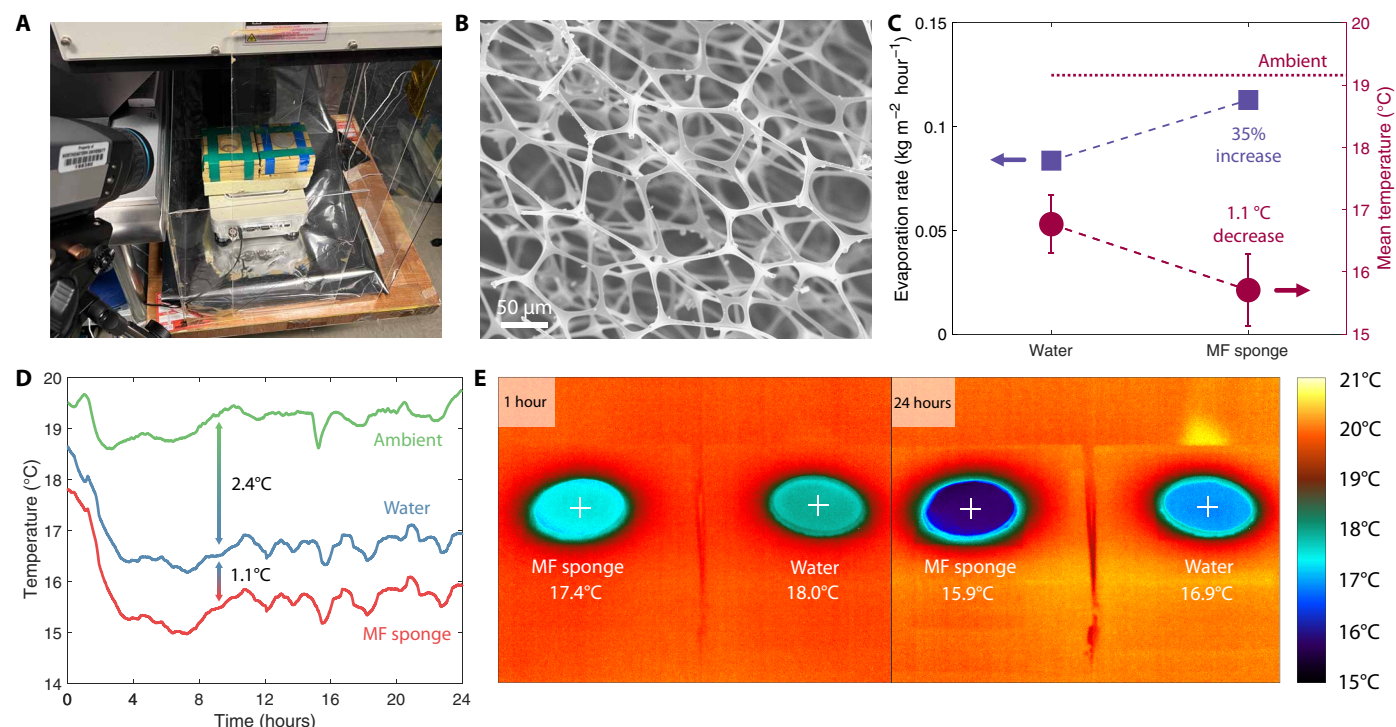 A
Property of
NORTHEASTERN UNIVERSITY
B
50 µm
C
0.15
0.1
0.05
0
Evaporation rate (kg m−2 hour−1)
20
19
18
17
16
15
Mean temperature (°C)
Ambient
35%
increase
1.1 °C
decrease
Water
MF sponge
D
20
19
18
17
16
15
14
Temperature (°C)
Ambient
2.4°C
Water
1.1°C
MF sponge
0
4
8
12
16
20
24
Time (hours)
E
1 hour
MF sponge
17.4°C
Water
18.0°C
24 hours
MF sponge
15.9°C
Water
16.9°C
21°C
20°C
19°C
18°C
17°C
16°C
15°C